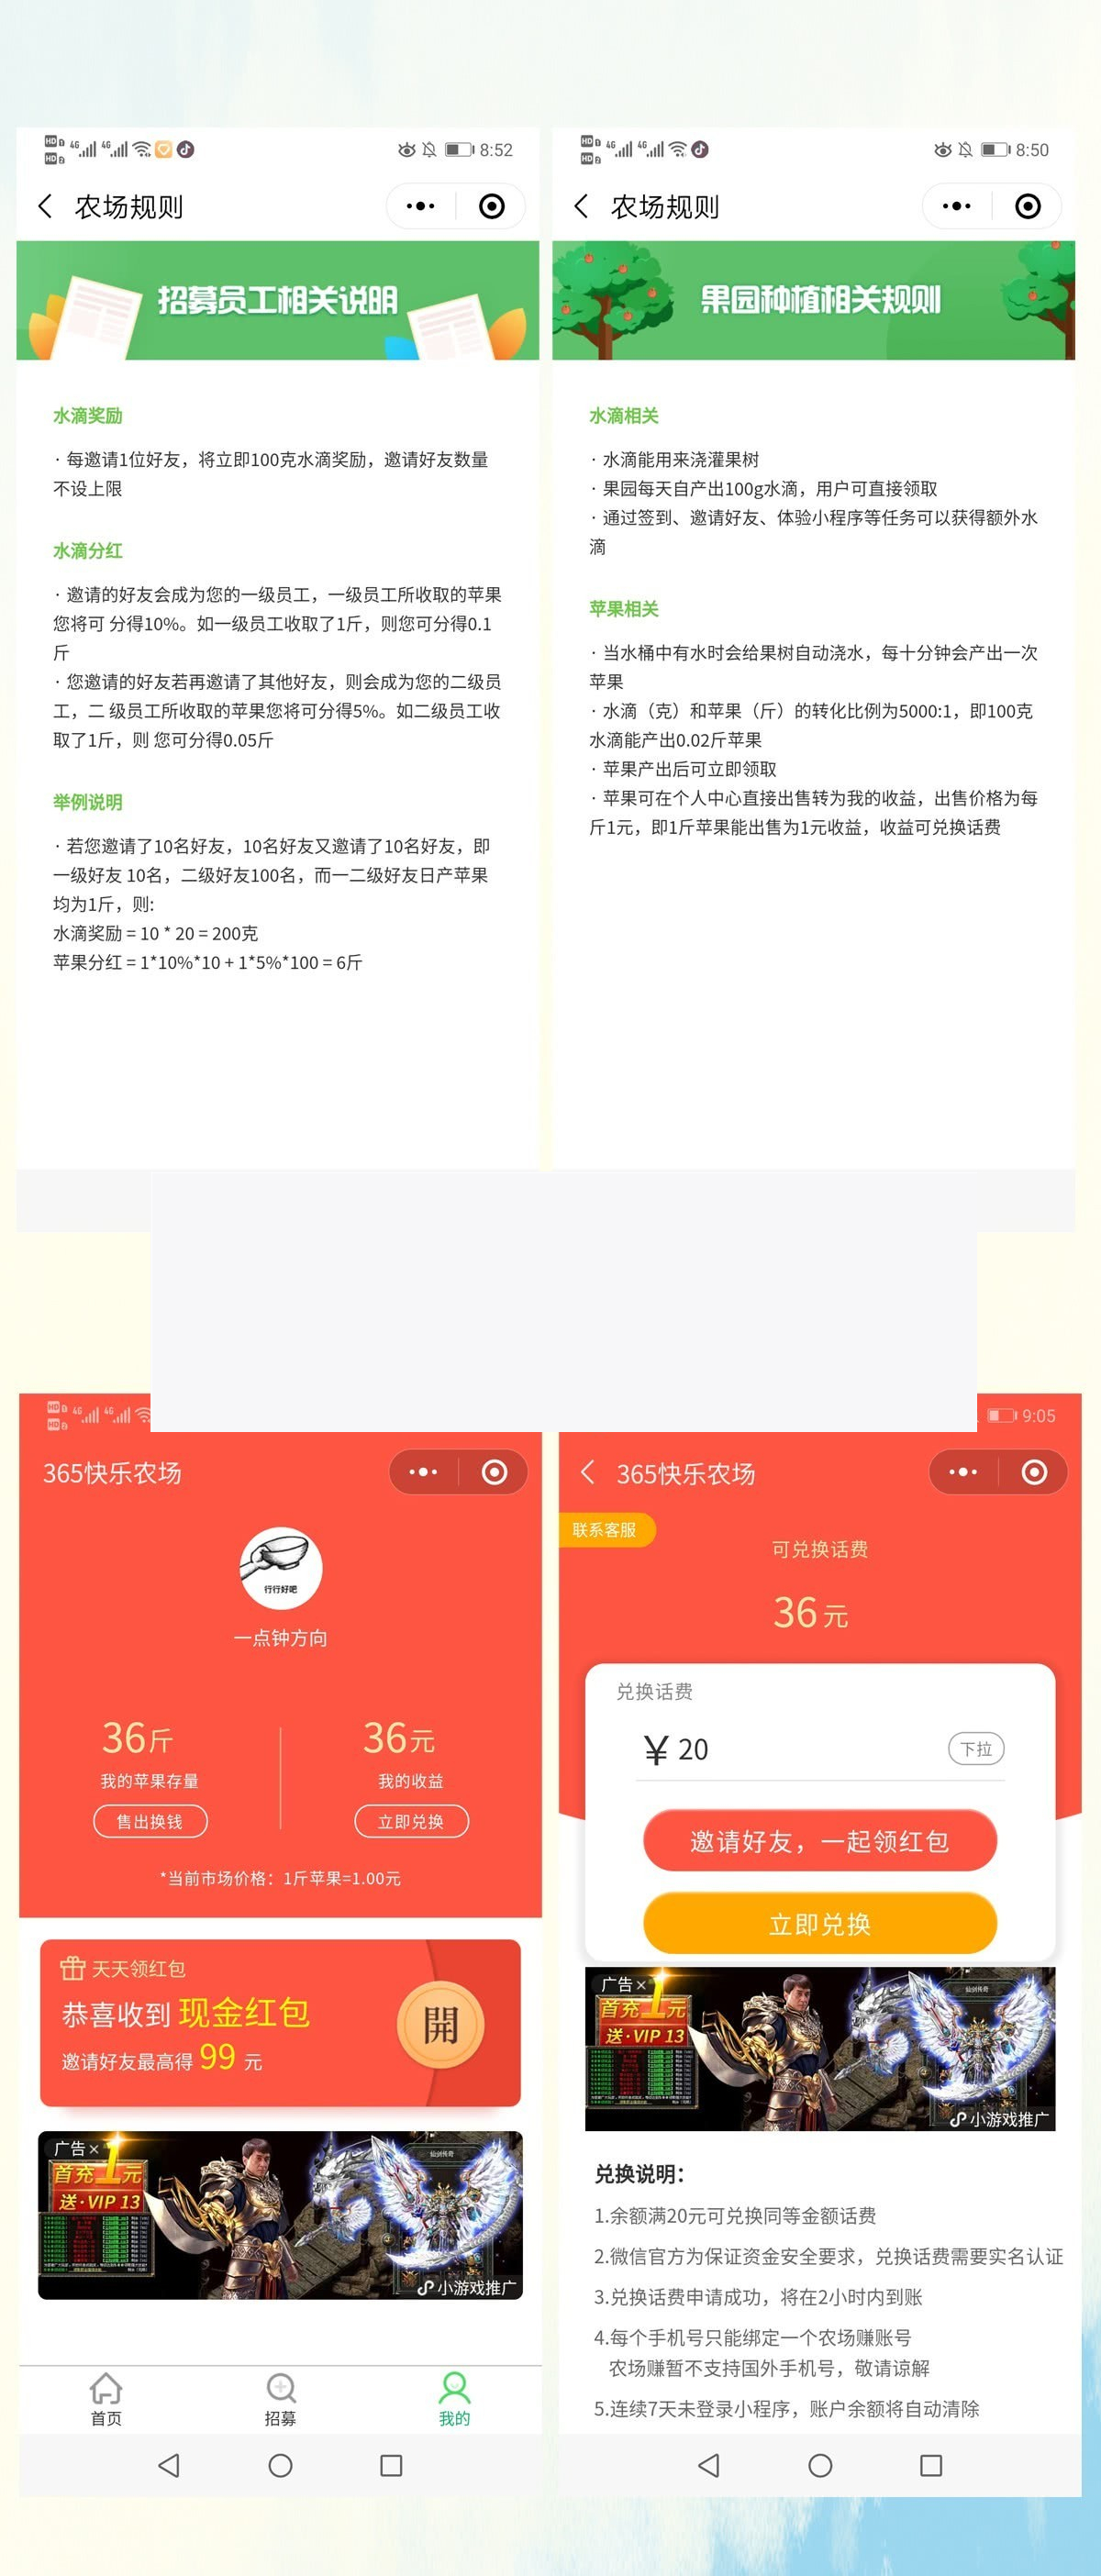 8:52
农场规则
招募员工相关说明
水滴奖励
· 每邀请1位好友，将立即100克水滴奖励，邀请好友数量
不设上限
水滴分红
· 邀请的好友会成为您的一级员工，一级员工所收取的苹果
您将可 分得10%。如一级员工收取了1斤，则您可分得0.1
斤
· 您邀请的好友若再邀请了其他好友，则会成为您的二级员
工，二 级员工所收取的苹果您将可分得5%。如二级员工收
取了1斤，则 您可分得0.05斤
举例说明
· 若您邀请了10名好友，10名好友又邀请了10名好友，即
一级好友 10名，二级好友100名，而一二级好友日产苹果
均为1斤，则:
水滴奖励 = 10 * 20 = 200克
苹果分红 = 1*10%*10 + 1*5%*100 = 6斤
8:50
农场规则
果园种植相关规则
水滴相关
· 水滴能用来浇灌果树
· 果园每天自产出100g水滴，用户可直接领取
· 通过签到、邀请好友、体验小程序等任务可以获得额外水
滴
苹果相关
· 当水桶中有水时会给果树自动浇水，每十分钟会产出一次
苹果
· 水滴（克）和苹果（斤）的转化比例为5000:1，即100克
水滴能产出0.02斤苹果
· 苹果产出后可立即领取
· 苹果可在个人中心直接出售转为我的收益，出售价格为每
斤1元，即1斤苹果能出售为1元收益，收益可兑换话费
365快乐农场
行行好吧
一点钟方向
36斤
36元
我的苹果存量
我的收益
售出换钱
立即兑换
*当前市场价格：1斤苹果=1.00元
天天领红包
恭喜收到 现金红包
邀请好友最高得 99 元
開
广告×
首充1元
送·VIP 13
小游戏推广
首页
招募
我的
9:05
365快乐农场
联系客服
可兑换话费
36元
兑换话费
¥ 20
下拉
邀请好友，一起领红包
立即兑换
广告×
首充1元
送·VIP 13
小游戏推广
兑换说明：
1.余额满20元可兑换同等金额话费
2.微信官方为保证资金安全要求，兑换话费需要实名认证
3.兑换话费申请成功，将在2小时内到账
4.每个手机号只能绑定一个农场赚账号
农场赚暂不支持国外手机号，敬请谅解
5.连续7天未登录小程序，账户余额将自动清除